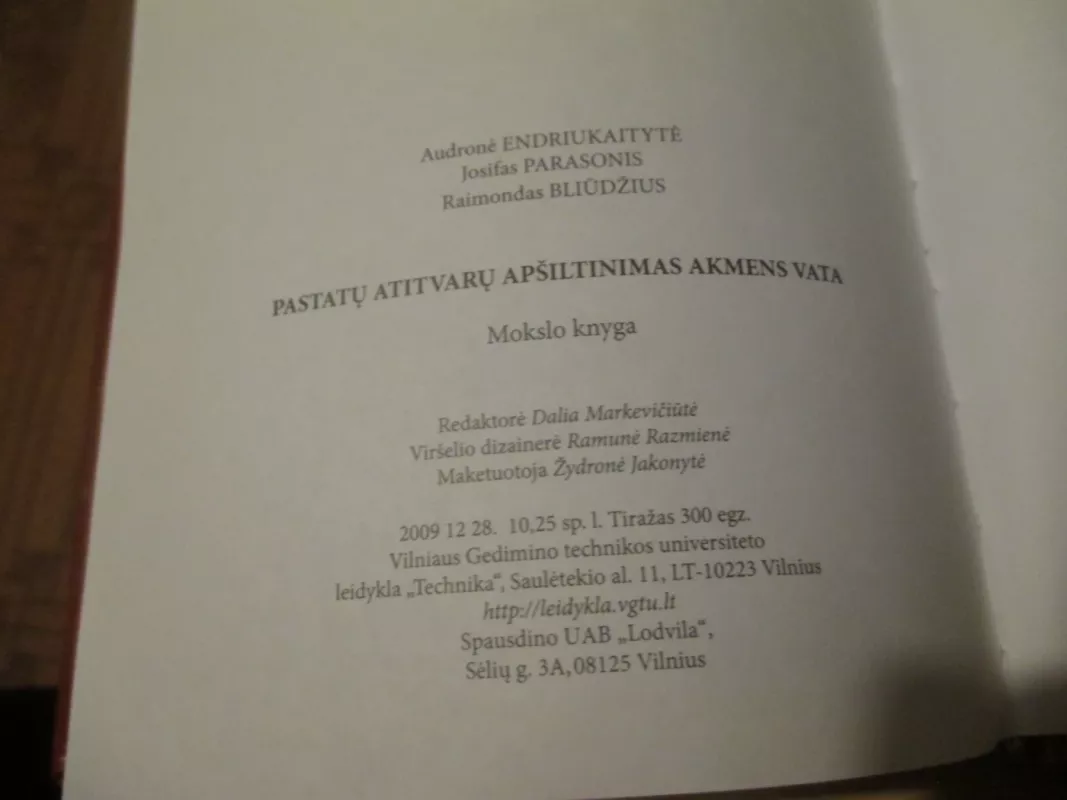 Audronė ENDRIUKAITYTĖ
Josifas PARASONIS
Raimondas BLIŪDŽIUS
PASTATŲ ATITVARŲ APŠILTINIMAS AKMENS VATA
Mokslo knyga
Redaktorė Dalia Markevičiūtė
Viršelio dizainerė Ramunė Razmienė
Maketuotoja Žydronė Jakonytė
2009 12 28. 10,25 sp. l. Tiražas 300 egz.
Vilniaus Gedimino technikos universiteto
leidykla „Technika“, Saulėtekio al. 11, LT-10223 Vilnius
http://leidykla.vgtu.lt
Spausdino UAB „Lodvila“,
Sėlių g. 3A, 08125 Vilnius